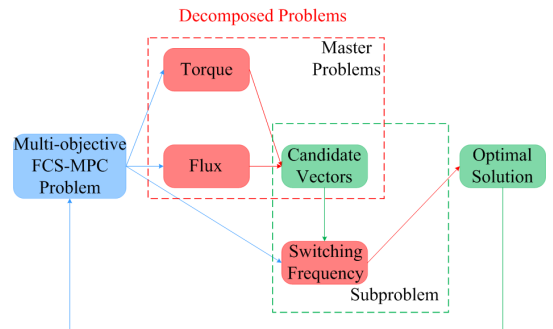 Decomposed Problems
Master
Problems
Torque
Multi-objective
FCS-MPC
Problem
Flux
Candidate
Vectors
Optimal
Solution
Switching
Frequency
Subproblem